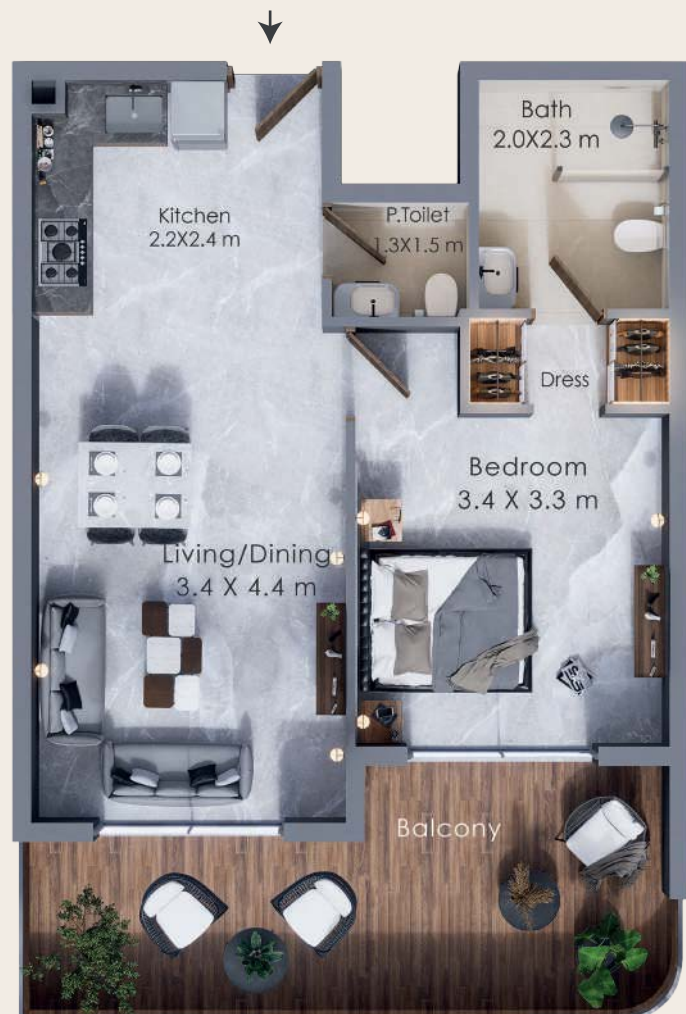 Bath
2.0X2.3 m
Kitchen
2.2X2.4 m
P.Toilet
1.3X1.5 m
Dress
Bedroom
3.4 X 3.3 m
Living/Dining
3.4 X 4.4 m
Balcony